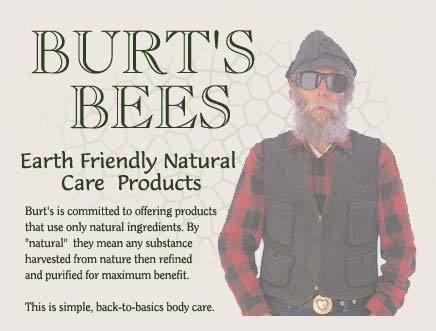 BURT'S
BEES
Earth Friendly Natural
Care Products
Burt's is committed to offering products
that use only natural ingredients. By
"natural" they mean any substance
harvested from nature then refined
and purified for maximum benefit.
This is simple, back-to-basics body care.